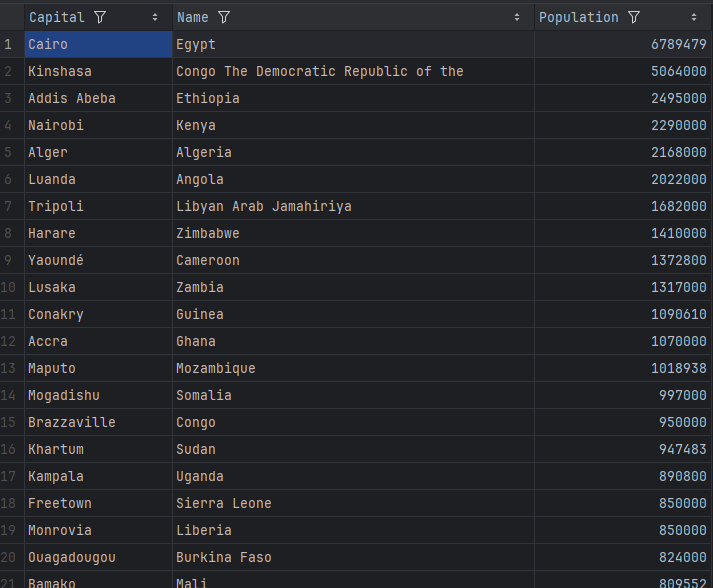 Capital Name Population
1 Cairo Egypt 6789479
2 Kinshasa Congo The Democratic Republic of the 5064000
3 Addis Abeba Ethiopia 2495000
4 Nairobi Kenya 2290000
5 Alger Algeria 2168000
6 Luanda Angola 2022000
7 Tripoli Libyan Arab Jamahiriya 1682000
8 Harare Zimbabwe 1410000
9 Yaoundé Cameroon 1372800
10 Lusaka Zambia 1317000
11 Conakry Guinea 1090610
12 Accra Ghana 1070000
13 Maputo Mozambique 1018938
14 Mogadishu Somalia 997000
15 Brazzaville Congo 950000
16 Khartum Sudan 947483
17 Kampala Uganda 890800
18 Freetown Sierra Leone 850000
19 Monrovia Liberia 850000
20 Ouagadougou Burkina Faso 824000
21 Bamako Mali 809552